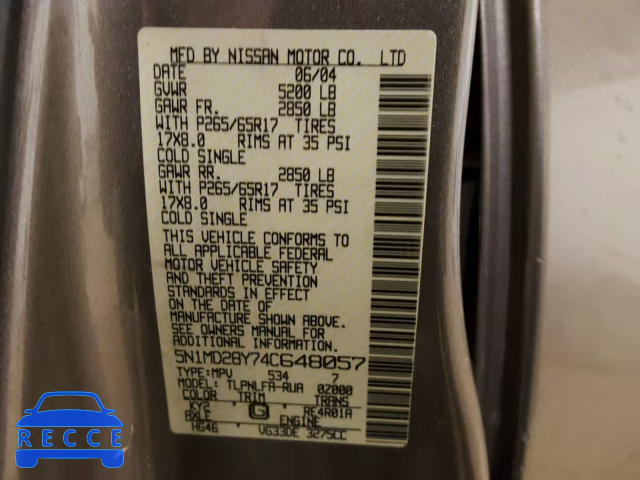 MFD BY NISSAN MOTOR CO. LTD
DATE 06/04
GVWR 5200 LB
GAWR FR. 2850 LB
WITH P265/65R17 TIRES
17X8.0 RIMS AT 35 PSI
COLD SINGLE
GAWR RR. 2850 LB
WITH P265/65R17 TIRES
17X8.0 RIMS AT 35 PSI
COLD SINGLE
THIS VEHICLE CONFORMS TO
ALL APPLICABLE FEDERAL
MOTOR VEHICLE SAFETY
AND THEFT PREVENTION
STANDARDS IN EFFECT
ON THE DATE OF
MANUFACTURE.
SEE OWNERS MANUAL FOR
ADDITIONAL INFORMATION.
5N1MD28Y74C648057
TYPE:MPV 534 7
MODEL: TLPNLFA-RUA 0Z000
COLOR TRIM TRANS
KY2 G RE4R01A
AXLE ENGINE
HG46 VG33DE 3275CC
RECCE